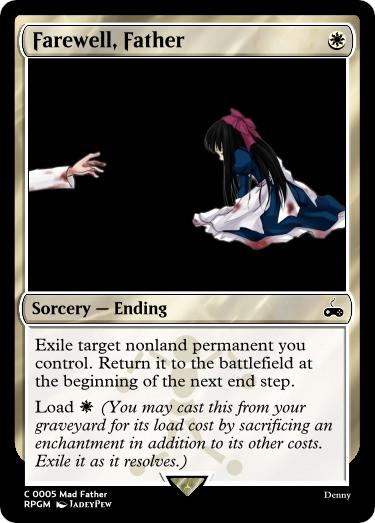 Farewell, Father
Sorcery — Ending
Exile target nonland permanent you
control. Return it to the battlefield at
the beginning of the next end step.
Load (You may cast this from your
graveyard for its load cost by sacrificing an
enchantment in addition to its other costs.
Exile it as it resolves.)
C 0005 Mad Father
RPGM JadeyPew
Denny